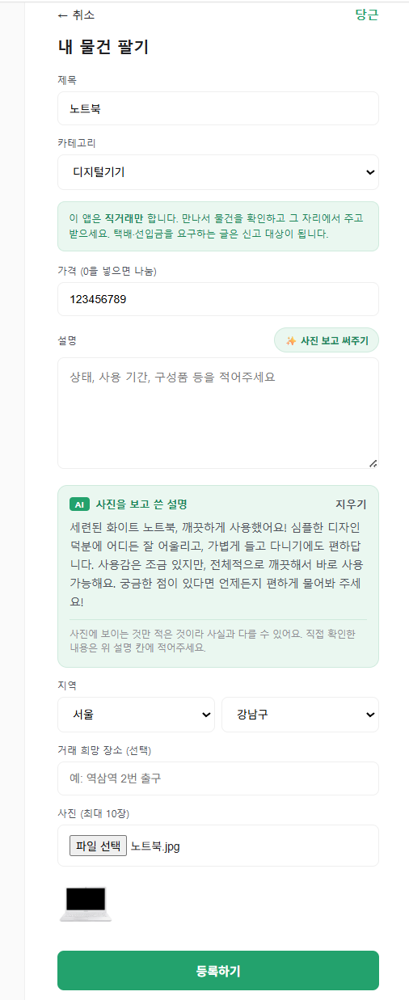 ← 취소
당근
내 물건 팔기
제목
노트북
카테고리
디지털기기
이 앱은 직거래만 합니다. 만나서 물건을 확인하고 그 자리에서 주고
받으세요. 택배·선입금을 요구하는 글은 신고 대상이 됩니다.
가격 (0을 넣으면 나눔)
123456789
설명
✨ 사진 보고 써주기
상태, 사용 기간, 구성품 등을 적어주세요
AI 사진을 보고 쓴 설명
지우기
세련된 화이트 노트북, 깨끗하게 사용했어요! 심플한 디자인
덕분에 어디든 잘 어울리고, 가볍게 들고 다니기에도 편하답
니다. 사용감은 조금 있지만, 전체적으로 깨끗해서 바로 사용
가능해요. 궁금한 점이 있다면 언제든지 편하게 물어봐 주세
요!
사진에 보이는 것만 적은 것이라 사실과 다를 수 있어요. 직접 확인한
내용은 위 설명 칸에 적어주세요.
지역
서울
강남구
거래 희망 장소 (선택)
예: 역삼역 2번 출구
사진 (최대 10장)
파일 선택 노트북.jpg
등록하기